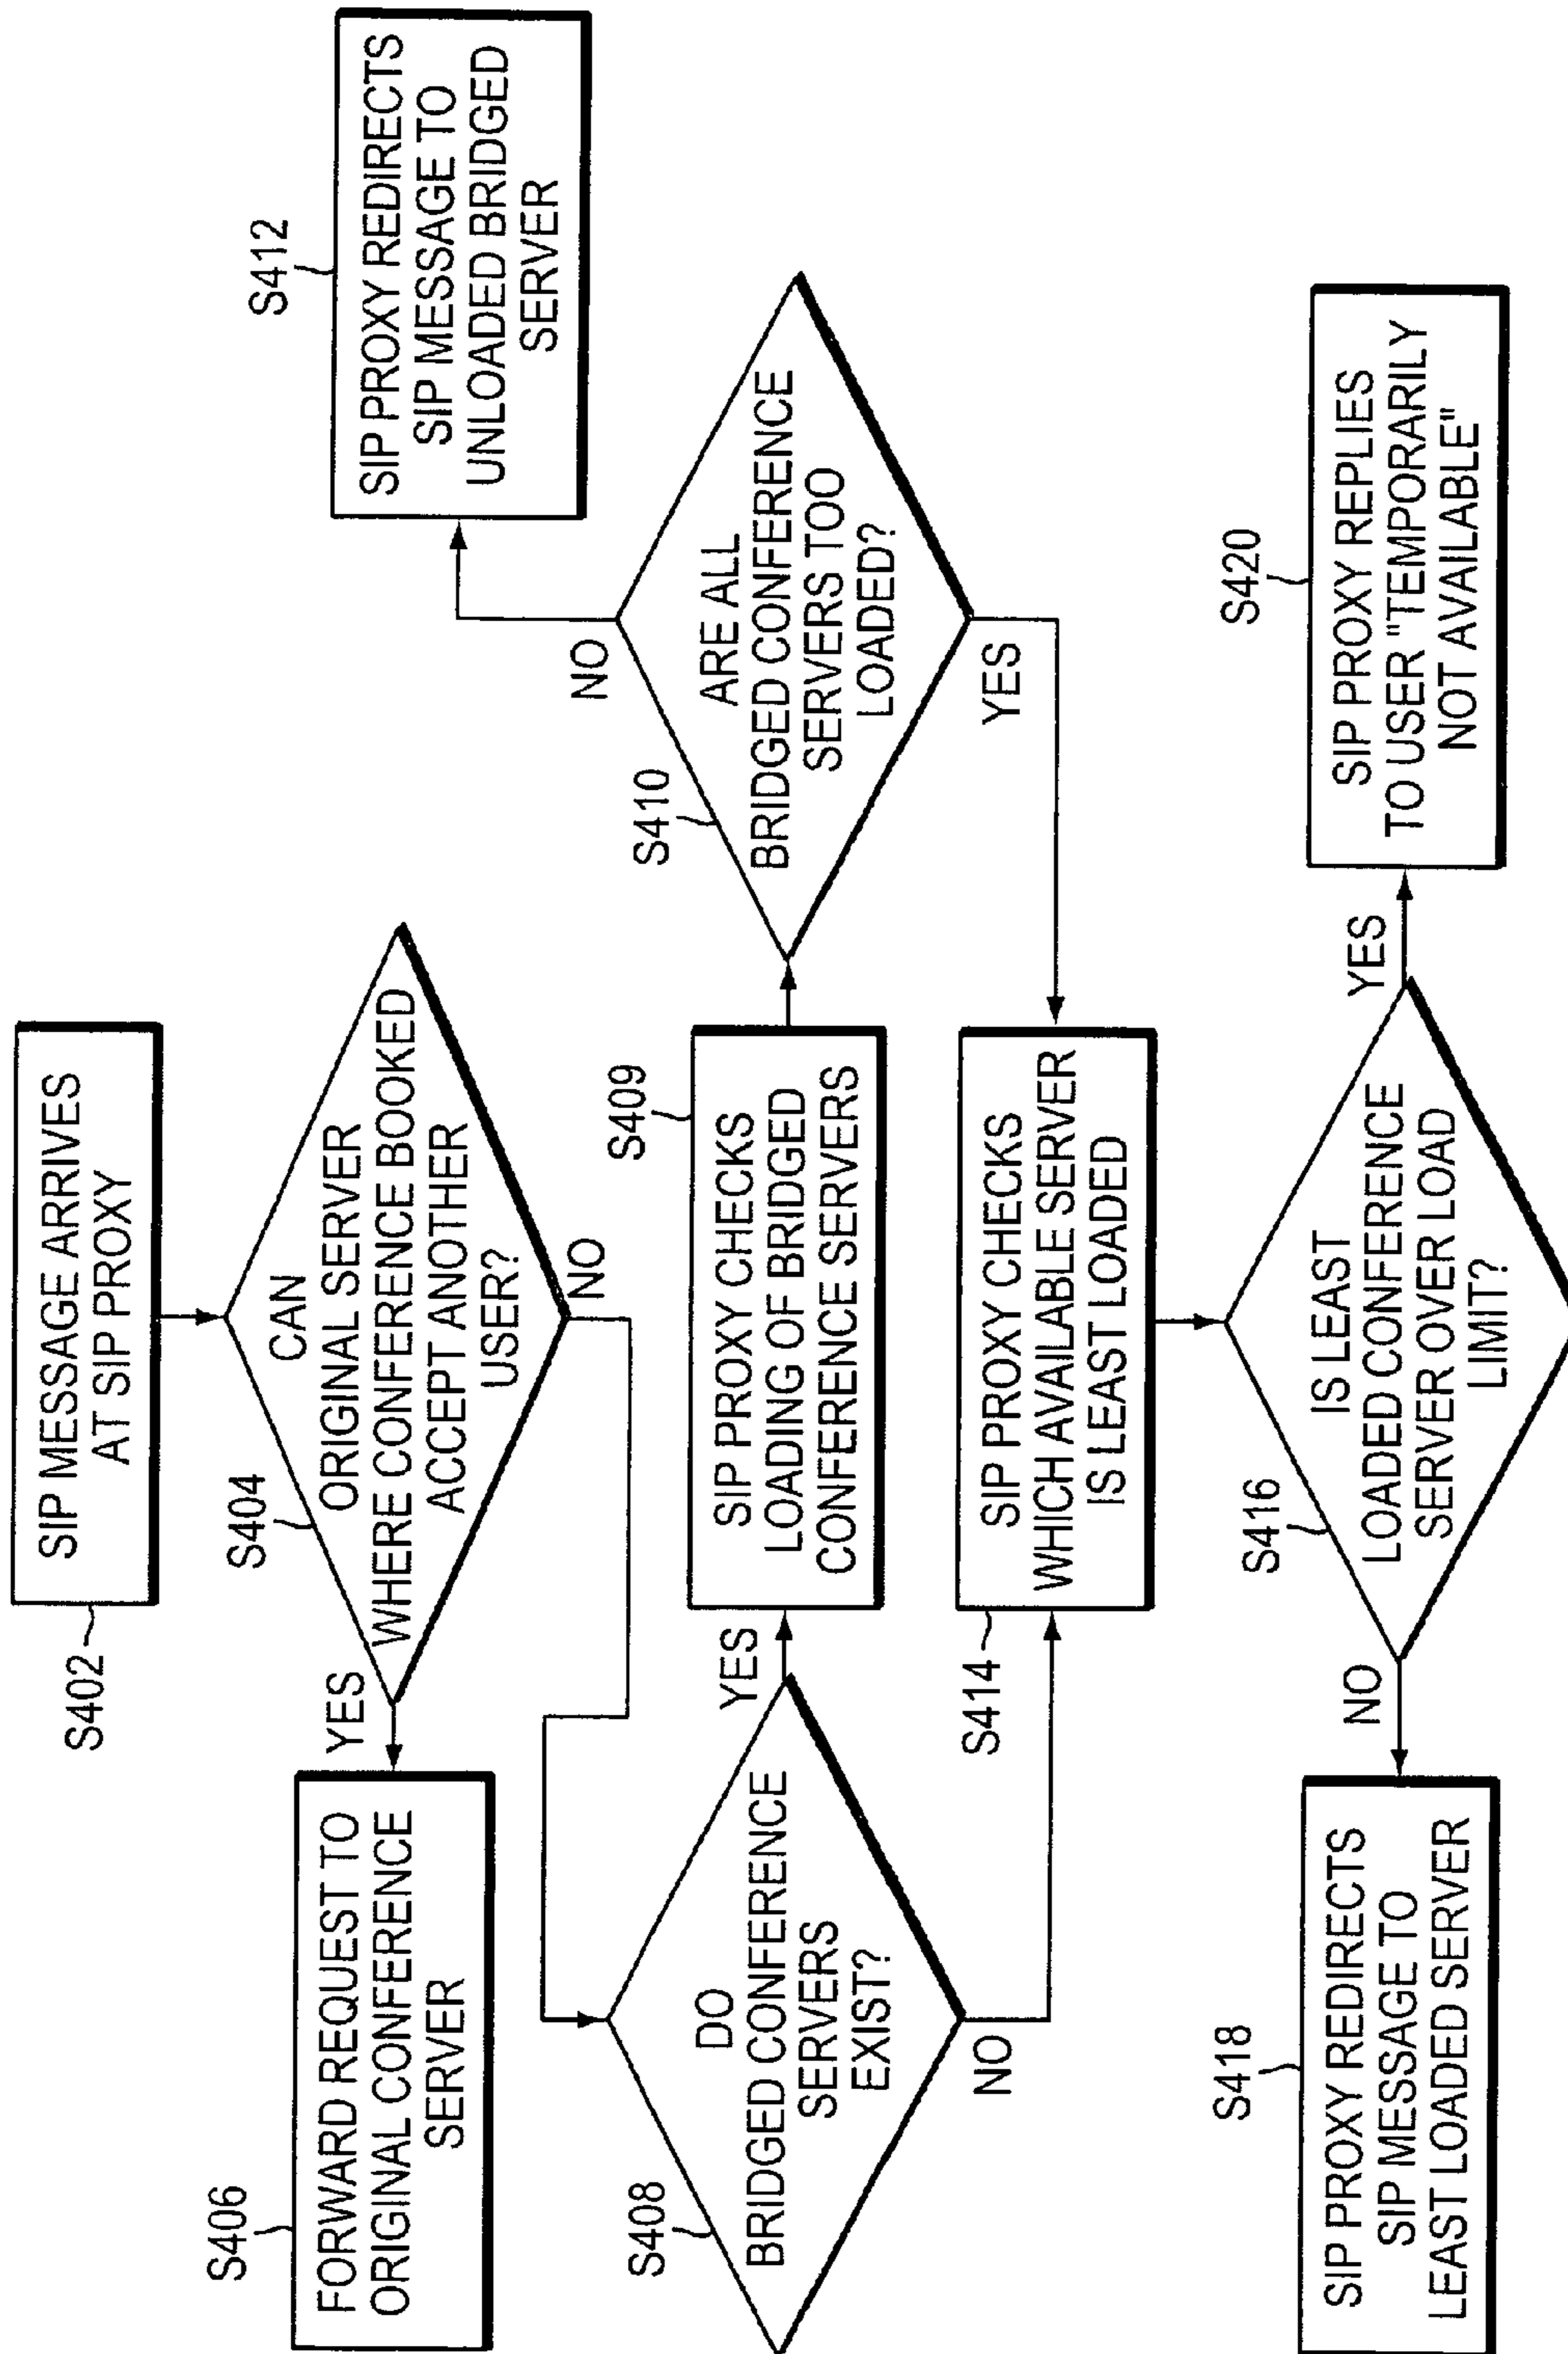 S402
SIP MESSAGE ARRIVES
AT SIP PROXY
S404
CAN
ORIGINAL SERVER
WHERE CONFERENCE BOOKED
ACCEPT ANOTHER
USER?
YES
NO
S406
FORWARD REQUEST TO
ORIGINAL CONFERENCE
SERVER
S408
DO
BRIDGED CONFERENCE
SERVERS
EXIST?
YES
NO
S409
SIP PROXY CHECKS
LOADING OF BRIDGED
CONFERENCE SERVERS
S410
ARE ALL
BRIDGED CONFERENCE
SERVERS TOO
LOADED?
NO
YES
S412
SIP PROXY REDIRECTS
SIP MESSAGE TO
UNLOADED BRIDGED
SERVER
S414
SIP PROXY CHECKS
WHICH AVAILABLE SERVER
IS LEAST LOADED
S416
IS LEAST
LOADED CONFERENCE
SERVER OVER LOAD
LIMIT?
NO
YES
S418
SIP PROXY REDIRECTS
SIP MESSAGE TO
LEAST LOADED SERVER
S420
SIP PROXY REPLIES
TO USER "TEMPORARILY
NOT AVAILABLE"